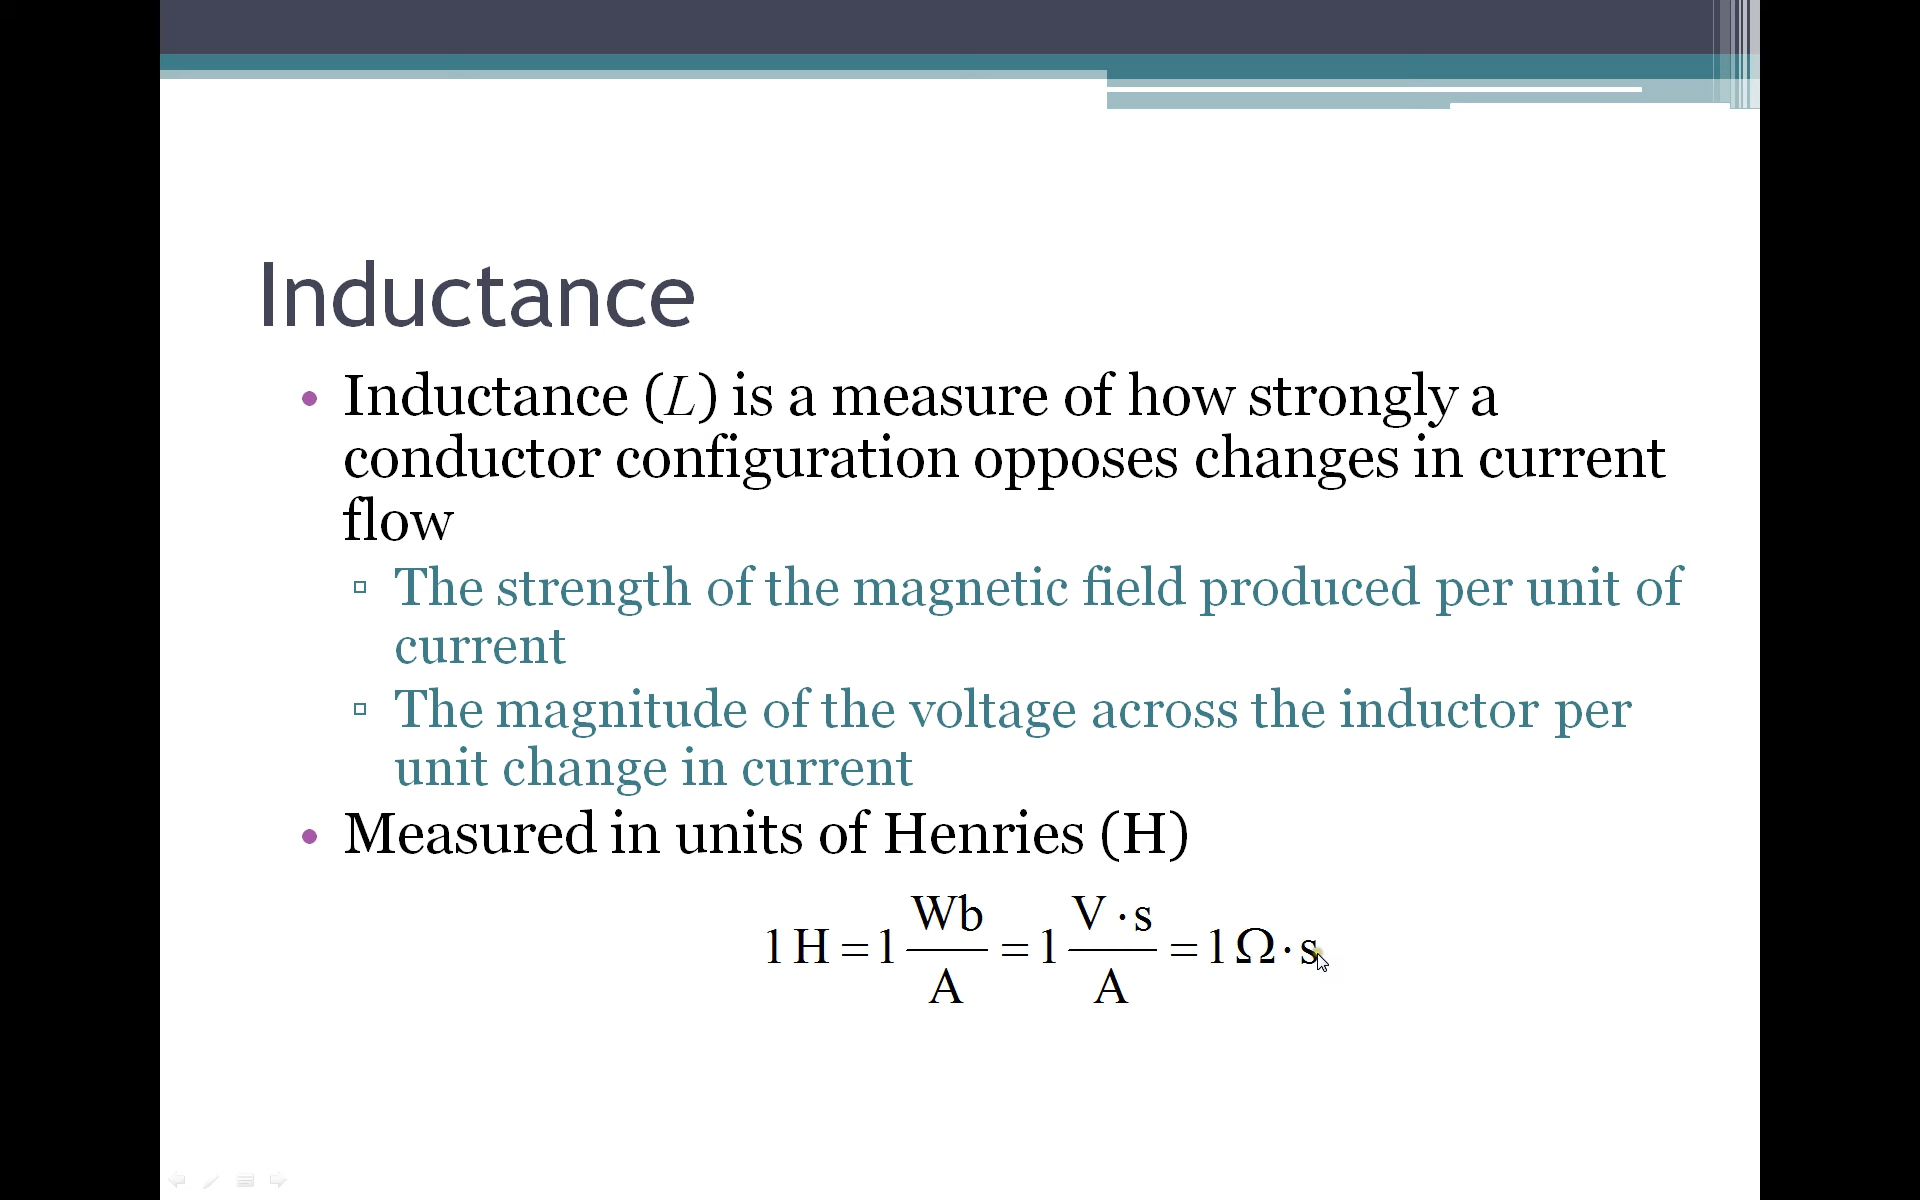 Inductance
• Inductance (L) is a measure of how strongly a
conductor configuration opposes changes in current
flow
▫ The strength of the magnetic field produced per unit of
current
▫ The magnitude of the voltage across the inductor per
unit change in current
• Measured in units of Henries (H)
1 H = 1 Wb/A = 1 V·s/A = 1 Ω·s